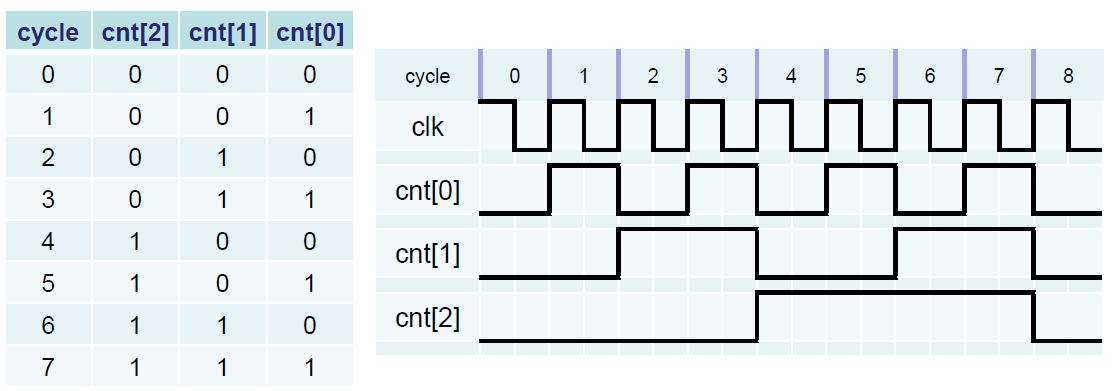 cycle cnt[2] cnt[1] cnt[0]
0 0 0 0
1 0 0 1
2 0 1 0
3 0 1 1
4 1 0 0
5 1 0 1
6 1 1 0
7 1 1 1
cycle 0 1 2 3 4 5 6 7 8
clk
cnt[0]
cnt[1]
cnt[2]